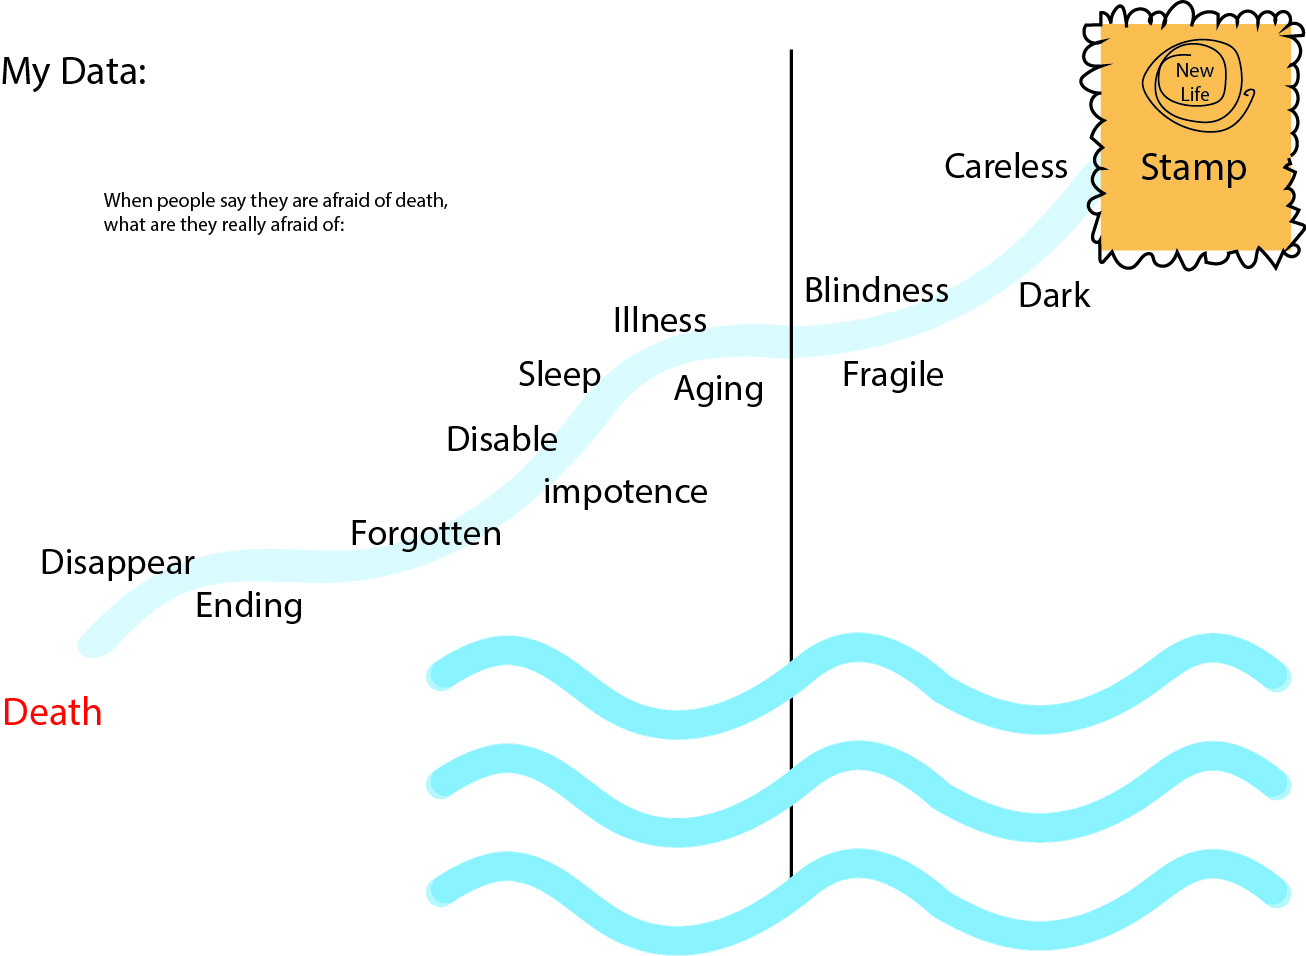 My Data:
When people say they are afraid of death,
what are they really afraid of:
New
Life
Stamp
Careless
Blindness
Dark
Illness
Sleep
Aging
Fragile
Disable
impotence
Forgotten
Disappear
Ending
Death